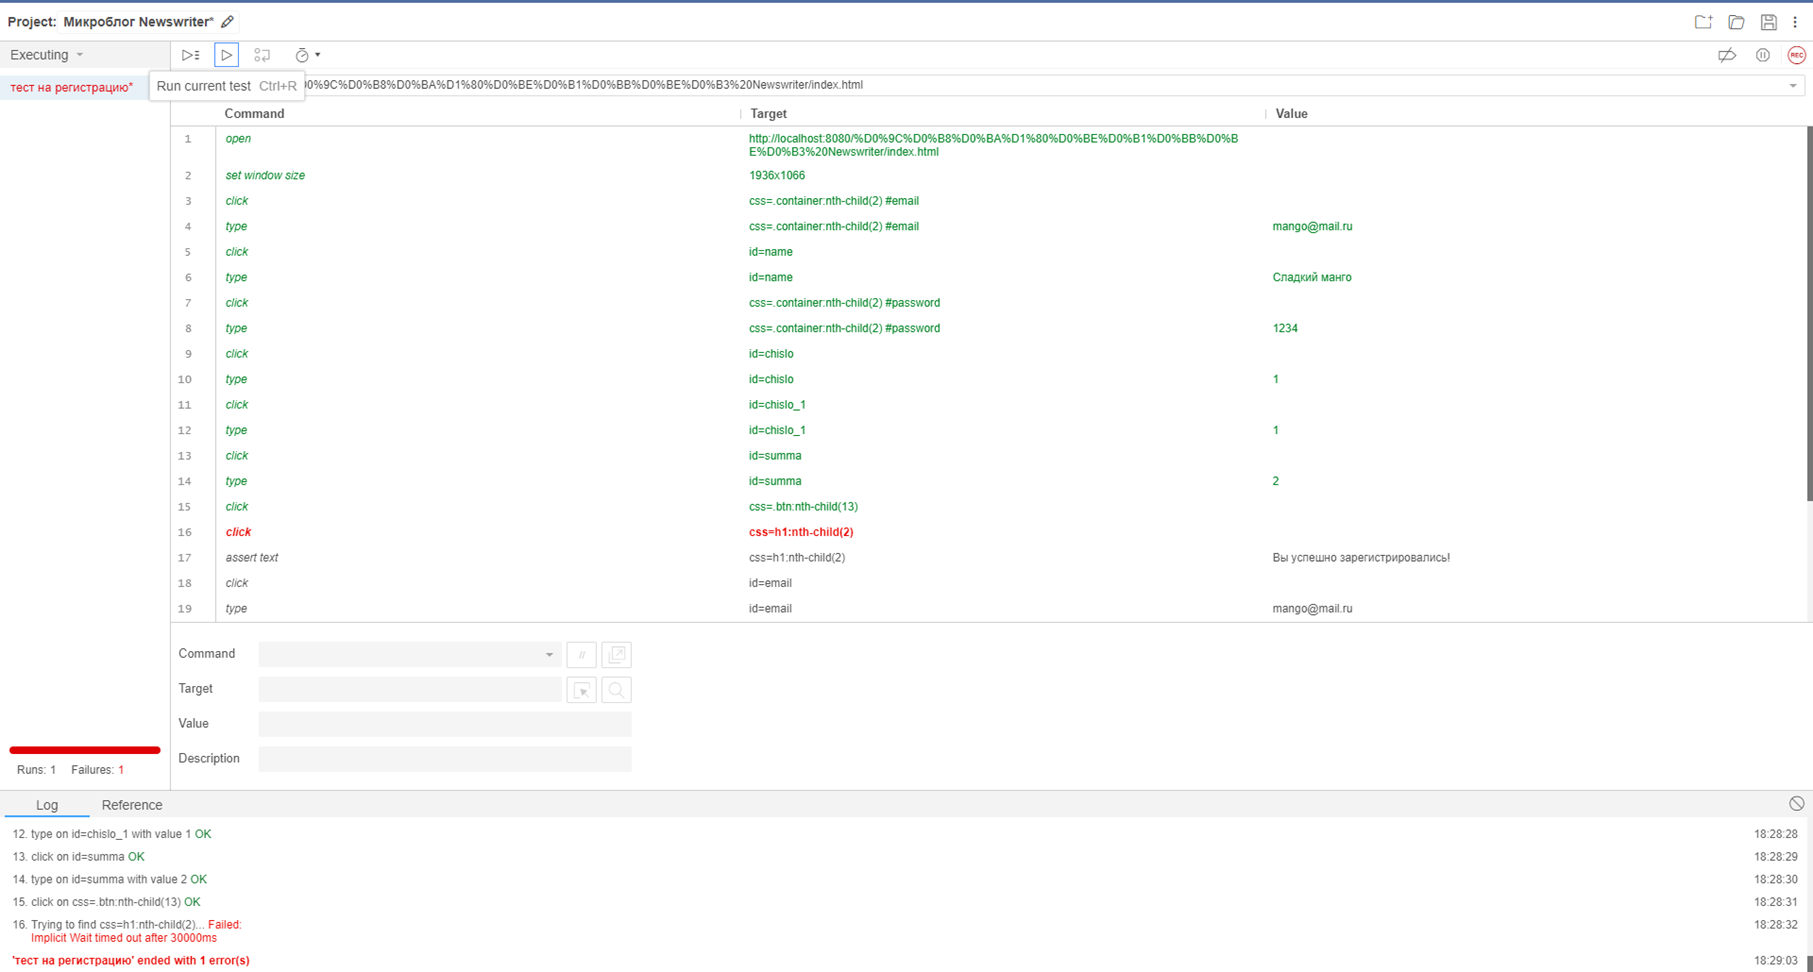 Project: Микроблог Newswriter*
Executing
тест на регистрацию*
Run current test Ctrl+R
%D0%9C%D0%B8%D0%BA%D1%80%D0%BE%D0%B1%D0%BB%D0%BE%D0%B3%20Newswriter/index.html
Command Target Value
1 open http://localhost:8080/%D0%9C%D0%B8%D0%BA%D1%80%D0%BE%D0%B1%D0%BB%D0%B
E%D0%B3%20Newswriter/index.html
2 set window size 1936x1066
3 click css=.container:nth-child(2) #email
4 type css=.container:nth-child(2) #email mango@mail.ru
5 click id=name
6 type id=name Сладкий манго
7 click css=.container:nth-child(2) #password
8 type css=.container:nth-child(2) #password 1234
9 click id=chislo
10 type id=chislo 1
11 click id=chislo_1
12 type id=chislo_1 1
13 click id=summa
14 type id=summa 2
15 click css=.btn:nth-child(13)
16 click css=h1:nth-child(2)
17 assert text css=h1:nth-child(2) Вы успешно зарегистрировались!
18 click id=email
19 type id=email mango@mail.ru
Command
//
Target
Value
Description
Runs: 1 Failures: 1
Log Reference
12. type on id=chislo_1 with value 1 OK 18:28:28
13. click on id=summa OK 18:28:29
14. type on id=summa with value 2 OK 18:28:30
15. click on css=.btn:nth-child(13) OK 18:28:31
16. Trying to find css=h1:nth-child(2)... Failed: 18:28:32
Implicit Wait timed out after 30000ms
'тест на регистрацию' ended with 1 error(s) 18:29:03
REC